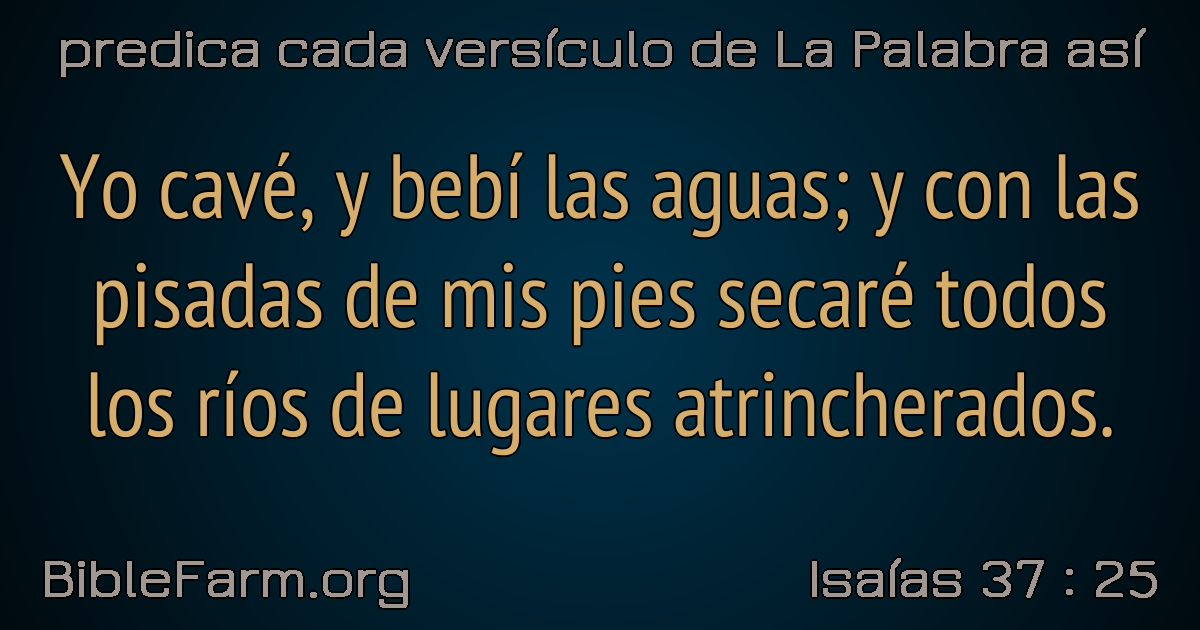 predica cada versículo de La Palabra así
Yo cavé, y bebí las aguas; y con las
pisadas de mis pies secaré todos
los ríos de lugares atrincherados.
BibleFarm.org
Isaías 37 : 25